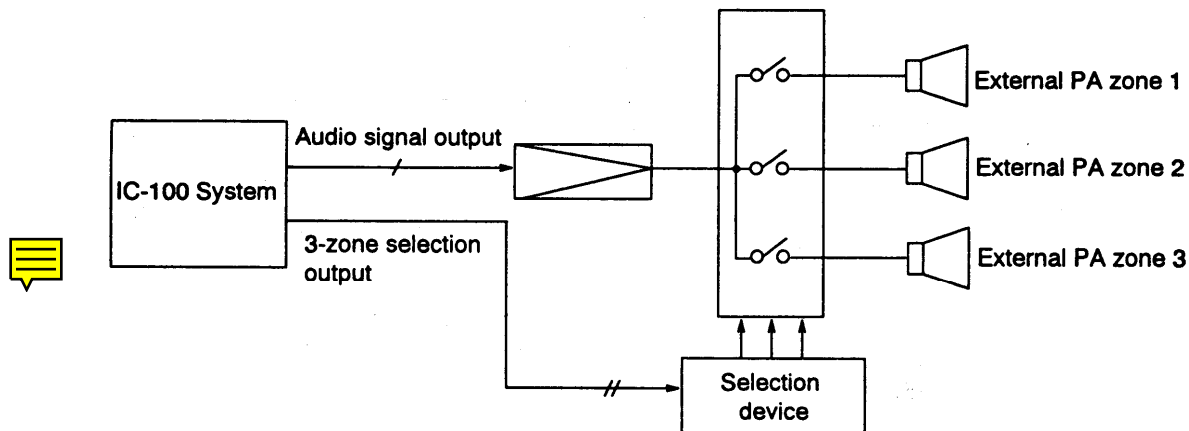 Audio signal output
IC-100 System
3-zone selection
output
External PA zone 1
External PA zone 2
External PA zone 3
Selection
device